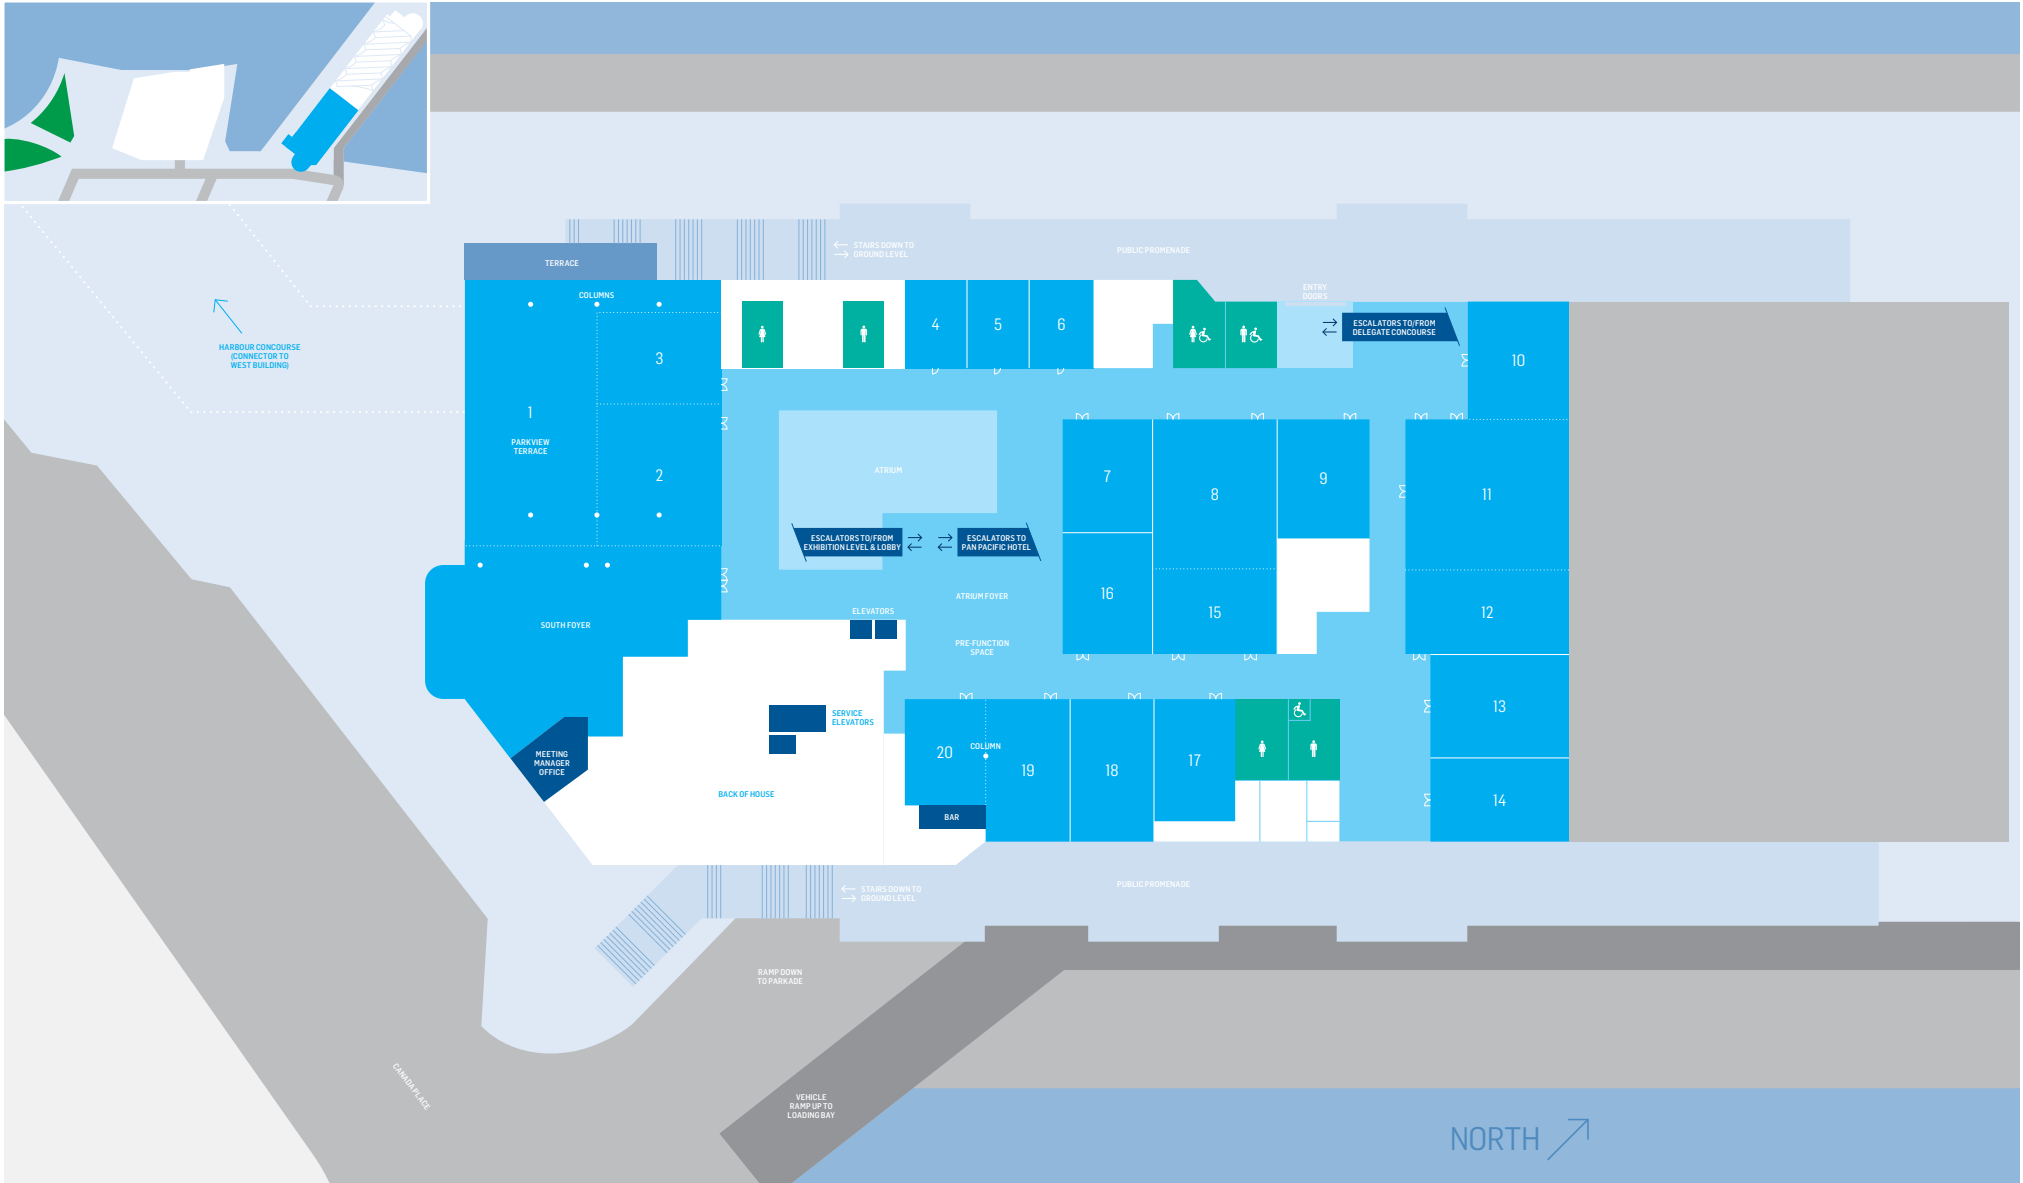 STAIRS DOWN TO
GROUND LEVEL
PUBLIC PROMENADE
TERRACE
COLUMNS
ENTRY
DOORS
ESCALATORS TO/FROM
DELEGATE CONCOURSE
HARBOUR CONCOURSE
(CONNECTOR TO
WEST BUILDING)
1
PARKVIEW
TERRACE
3
2
4
5
6
10
ATRIUM
7
8
9
11
ESCALATORS TO/FROM
EXHIBITION LEVEL & LOBBY
ESCALATORS TO
PAN PACIFIC HOTEL
ATRIUM FOYER
16
15
12
ELEVATORS
SOUTH FOYER
PRE-FUNCTION
SPACE
SERVICE
ELEVATORS
MEETING
MANAGER
OFFICE
BACK OF HOUSE
20
COLUMN
19
18
17
13
14
BAR
STAIRS DOWN TO
GROUND LEVEL
PUBLIC PROMENADE
RAMP DOWN
TO PARKADE
CANADA PLACE
VEHICLE
RAMP UP TO
LOADING BAY
NORTH